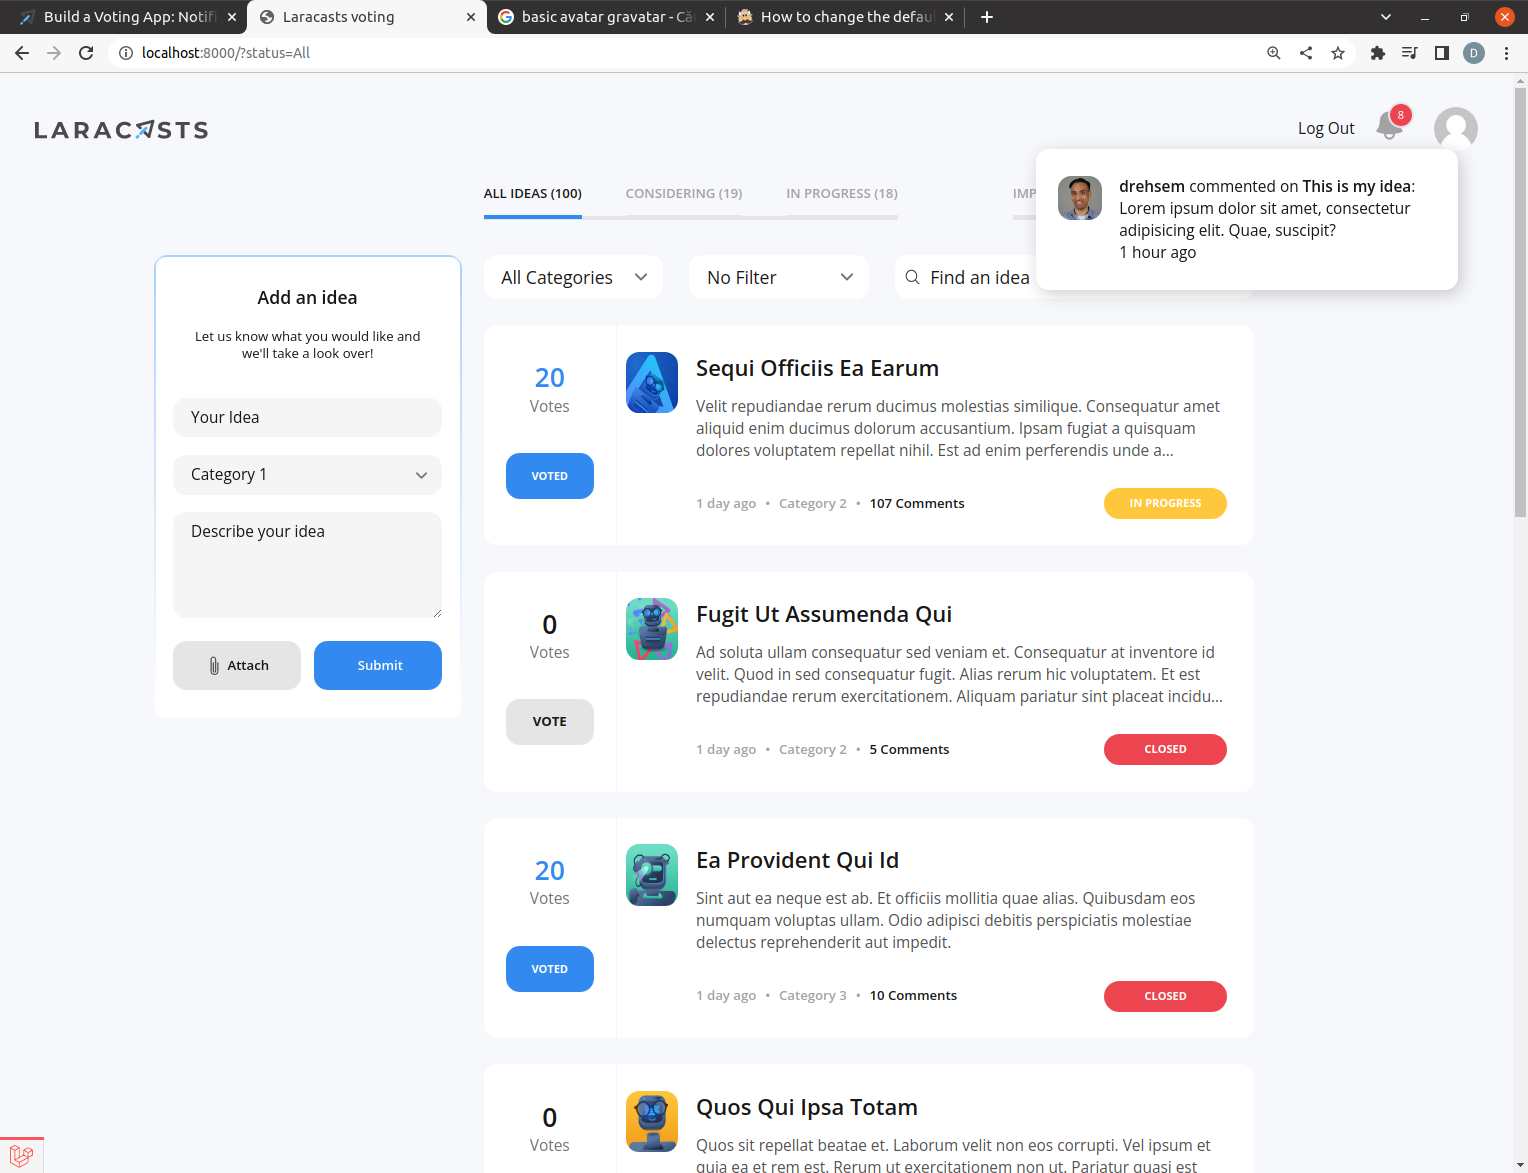 Build a Voting App: Notifi
Laracasts voting
basic avatar gravatar - Că
How to change the defau
localhost:8000/?status=All
D
LARACASTS
Log Out
8
ALL IDEAS (100)
CONSIDERING (19)
IN PROGRESS (18)
IMP
drehsem commented on This is my idea:
Lorem ipsum dolor sit amet, consectetur
adipisicing elit. Quae, suscipit?
1 hour ago
Add an idea
Let us know what you would like and
we'll take a look over!
Your Idea
Category 1
Describe your idea
Attach
Submit
All Categories
No Filter
Find an idea
20
Votes
VOTED
Sequi Officiis Ea Earum
Velit repudiandae rerum ducimus molestias similique. Consequatur amet
aliquid enim ducimus dolorum accusantium. Ipsam fugiat a quisquam
dolores voluptatem repellat nihil. Est ad enim perferendis unde a...
1 day ago • Category 2 • 107 Comments
IN PROGRESS
0
Votes
VOTE
Fugit Ut Assumenda Qui
Ad soluta ullam consequatur sed veniam et. Consequatur at inventore id
velit. Quod in sed consequatur fugit. Alias rerum hic voluptatem. Et est
repudiandae rerum exercitationem. Aliquam pariatur sint placeat incidu...
1 day ago • Category 2 • 5 Comments
CLOSED
20
Votes
VOTED
Ea Provident Qui Id
Sint aut ea neque est ab. Et officiis mollitia quae alias. Quibusdam eos
numquam voluptas ullam. Odio adipisci debitis perspiciatis molestiae
delectus reprehenderit aut impedit.
1 day ago • Category 3 • 10 Comments
CLOSED
0
Votes
Quos Qui Ipsa Totam
Quos sit repellat beatae et. Laborum velit non eos corrupti. Vel ipsum et
quia ea et rem est. Rerum ut exercitationem non ut. Pariatur quasi est